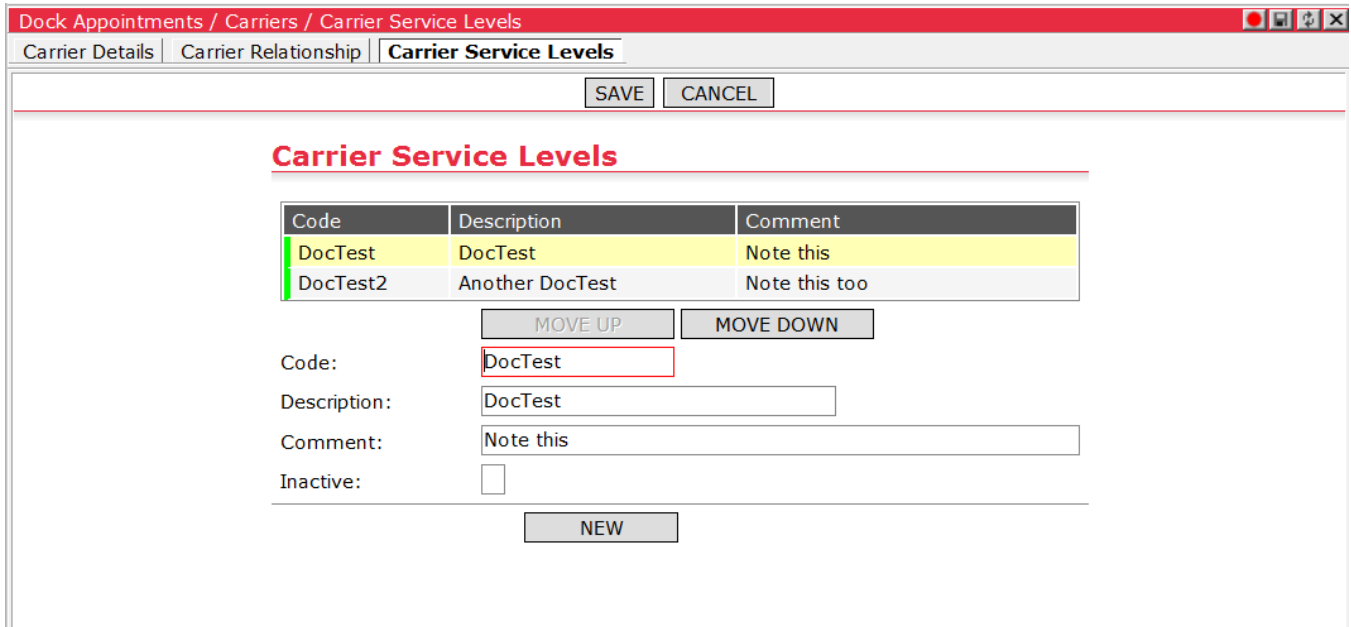 Dock Appointments / Carriers / Carrier Service Levels
Carrier Details Carrier Relationship Carrier Service Levels
SAVE CANCEL
Carrier Service Levels
Code Description Comment
DocTest DocTest Note this
DocTest2 Another DocTest Note this too
MOVE UP MOVE DOWN
Code: DocTest
Description: DocTest
Comment: Note this
Inactive:
NEW